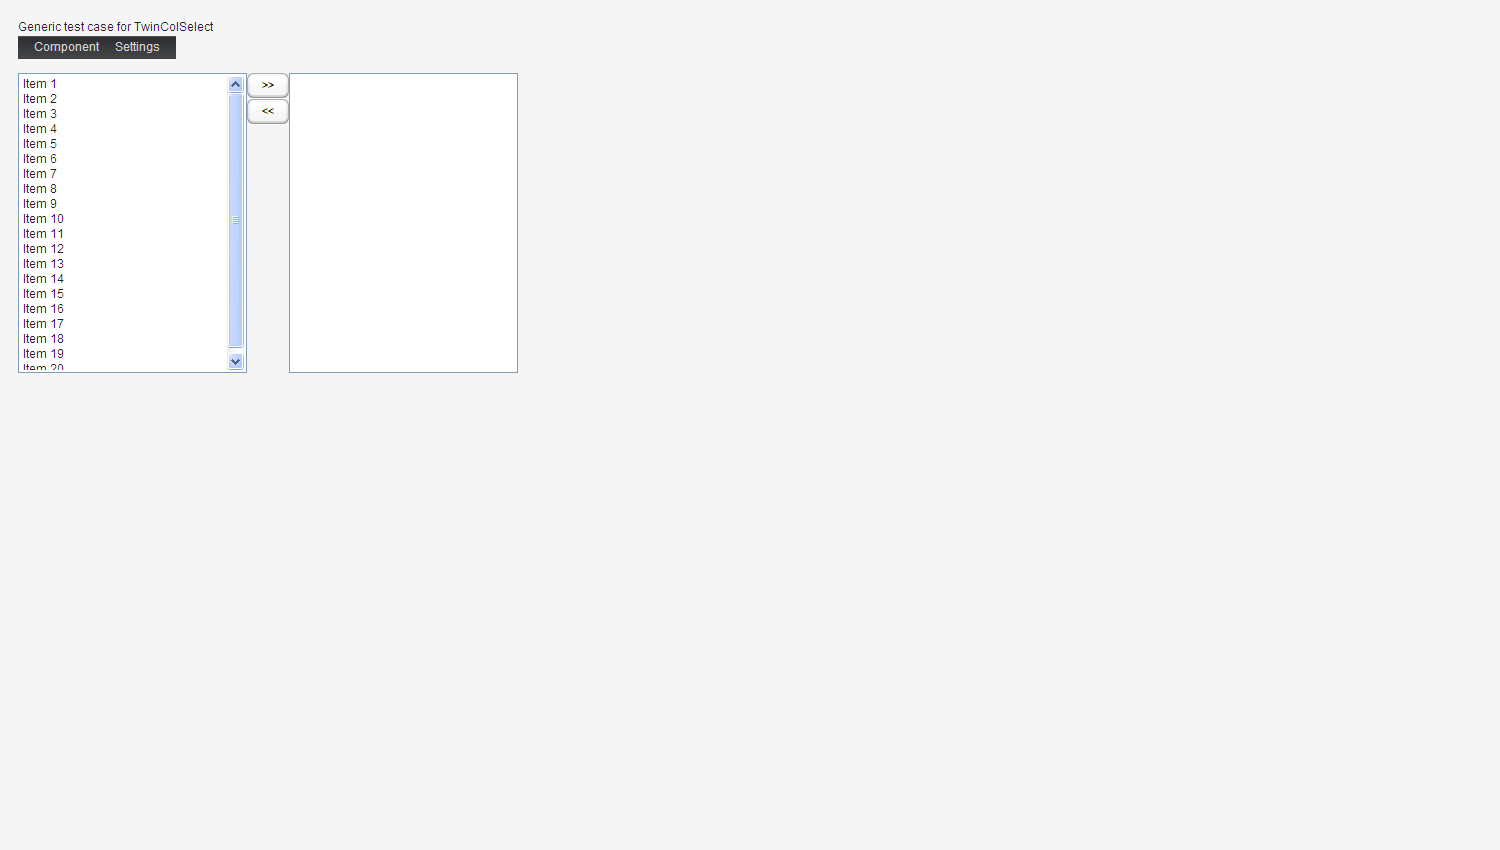 Generic test case for TwinColSelect
Component Settings
Item 1
Item 2
Item 3
Item 4
Item 5
Item 6
Item 7
Item 8
Item 9
Item 10
Item 11
Item 12
Item 13
Item 14
Item 15
Item 16
Item 17
Item 18
Item 19
Item 20
>>
<<